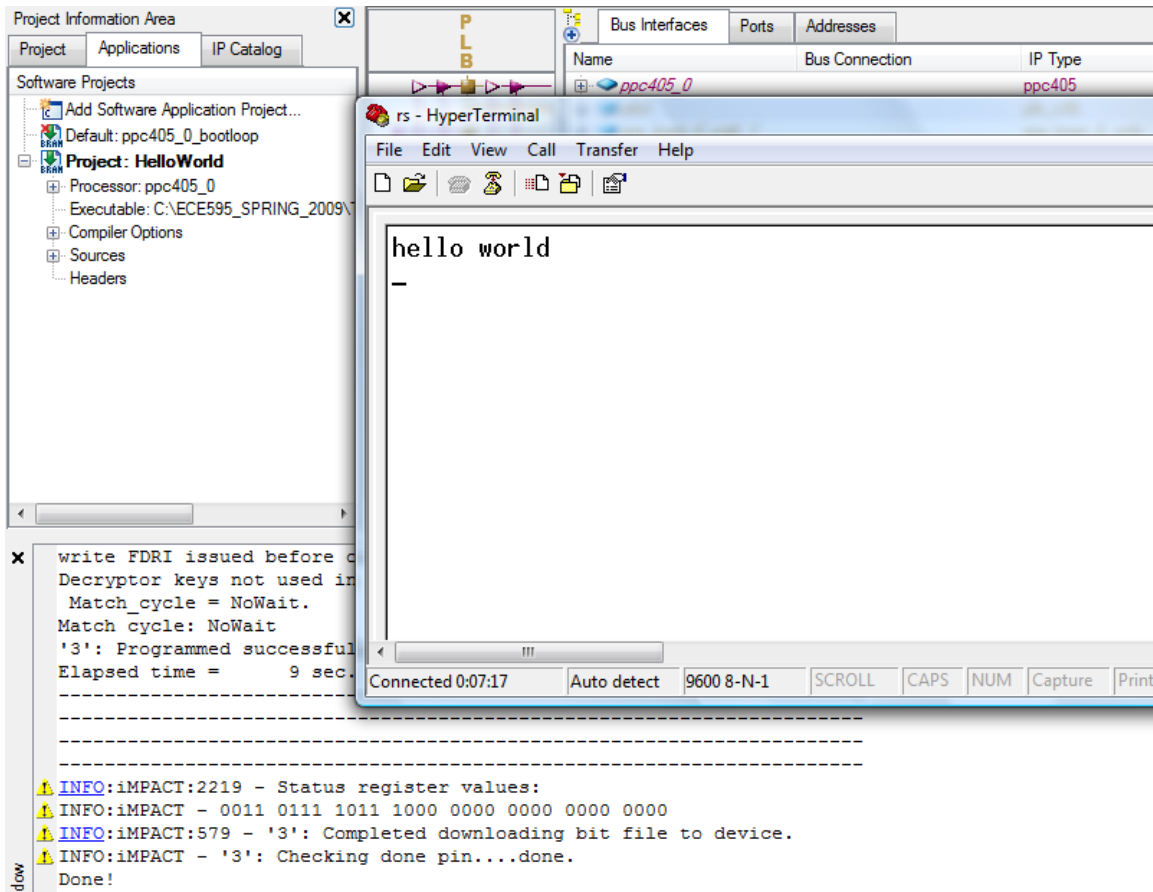 Project Information Area
Project Applications IP Catalog
Software Projects
Add Software Application Project...
Default: ppc405_0_bootloop
Project: HelloWorld
Processor: ppc405_0
Executable: C:\ECE595_SPRING_2009\
Compiler Options
Sources
Headers
P
L
B
Bus Interfaces Ports Addresses
Name Bus Connection IP Type
ppc405_0 ppc405
rs - HyperTerminal
File Edit View Call Transfer Help
hello world
_
Connected 0:07:17 Auto detect 9600 8-N-1 SCROLL CAPS NUM Capture Print
write FDRI issued before
Decryptor keys not used in
Match_cycle = NoWait.
Match cycle: NoWait
'3': Programmed successful
Elapsed time = 9 sec.
----------------------------------------------------------------------
----------------------------------------------------------------------
----------------------------------------------------------------------
----------------------------------------------------------------------
INFO:iMPACT:2219 - Status register values:
INFO:iMPACT - 0011 0111 1011 1000 0000 0000 0000 0000
INFO:iMPACT:579 - '3': Completed downloading bit file to device.
INFO:iMPACT - '3': Checking done pin....done.
Done!